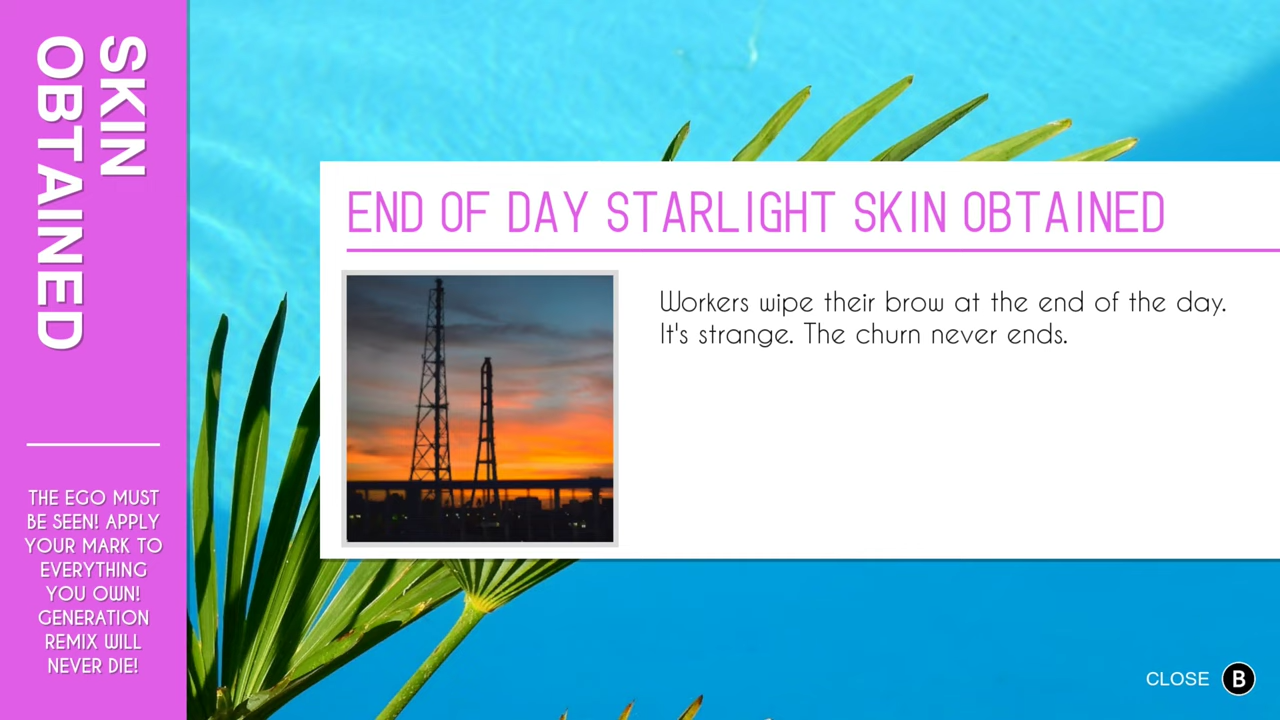 SKIN
OBTAINED
THE EGO MUST
BE SEEN! APPLY
YOUR MARK TO
EVERYTHING
YOU OWN!
GENERATION
REMIX WILL
NEVER DIE!
END OF DAY STARLIGHT SKIN OBTAINED
Workers wipe their brow at the end of the day.
It's strange. The churn never ends.
CLOSE B